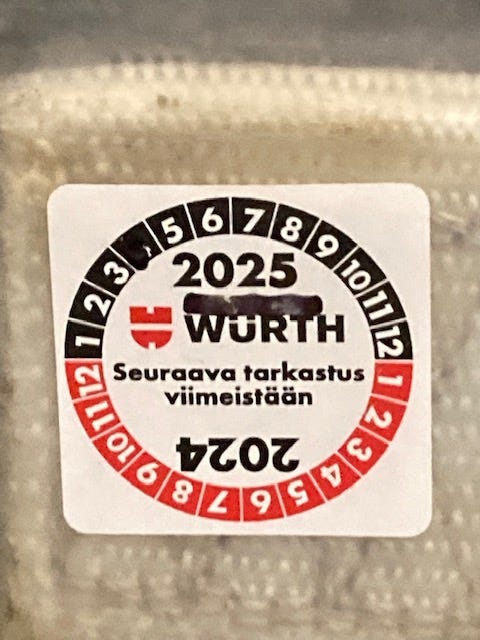 1 2 3 5 6 7 8 9 10 11 12
2025
WÜRTH
Seuraava tarkastus
viimeistään
2024
1 2 3 4 5 6 7 8 9 10 11 12